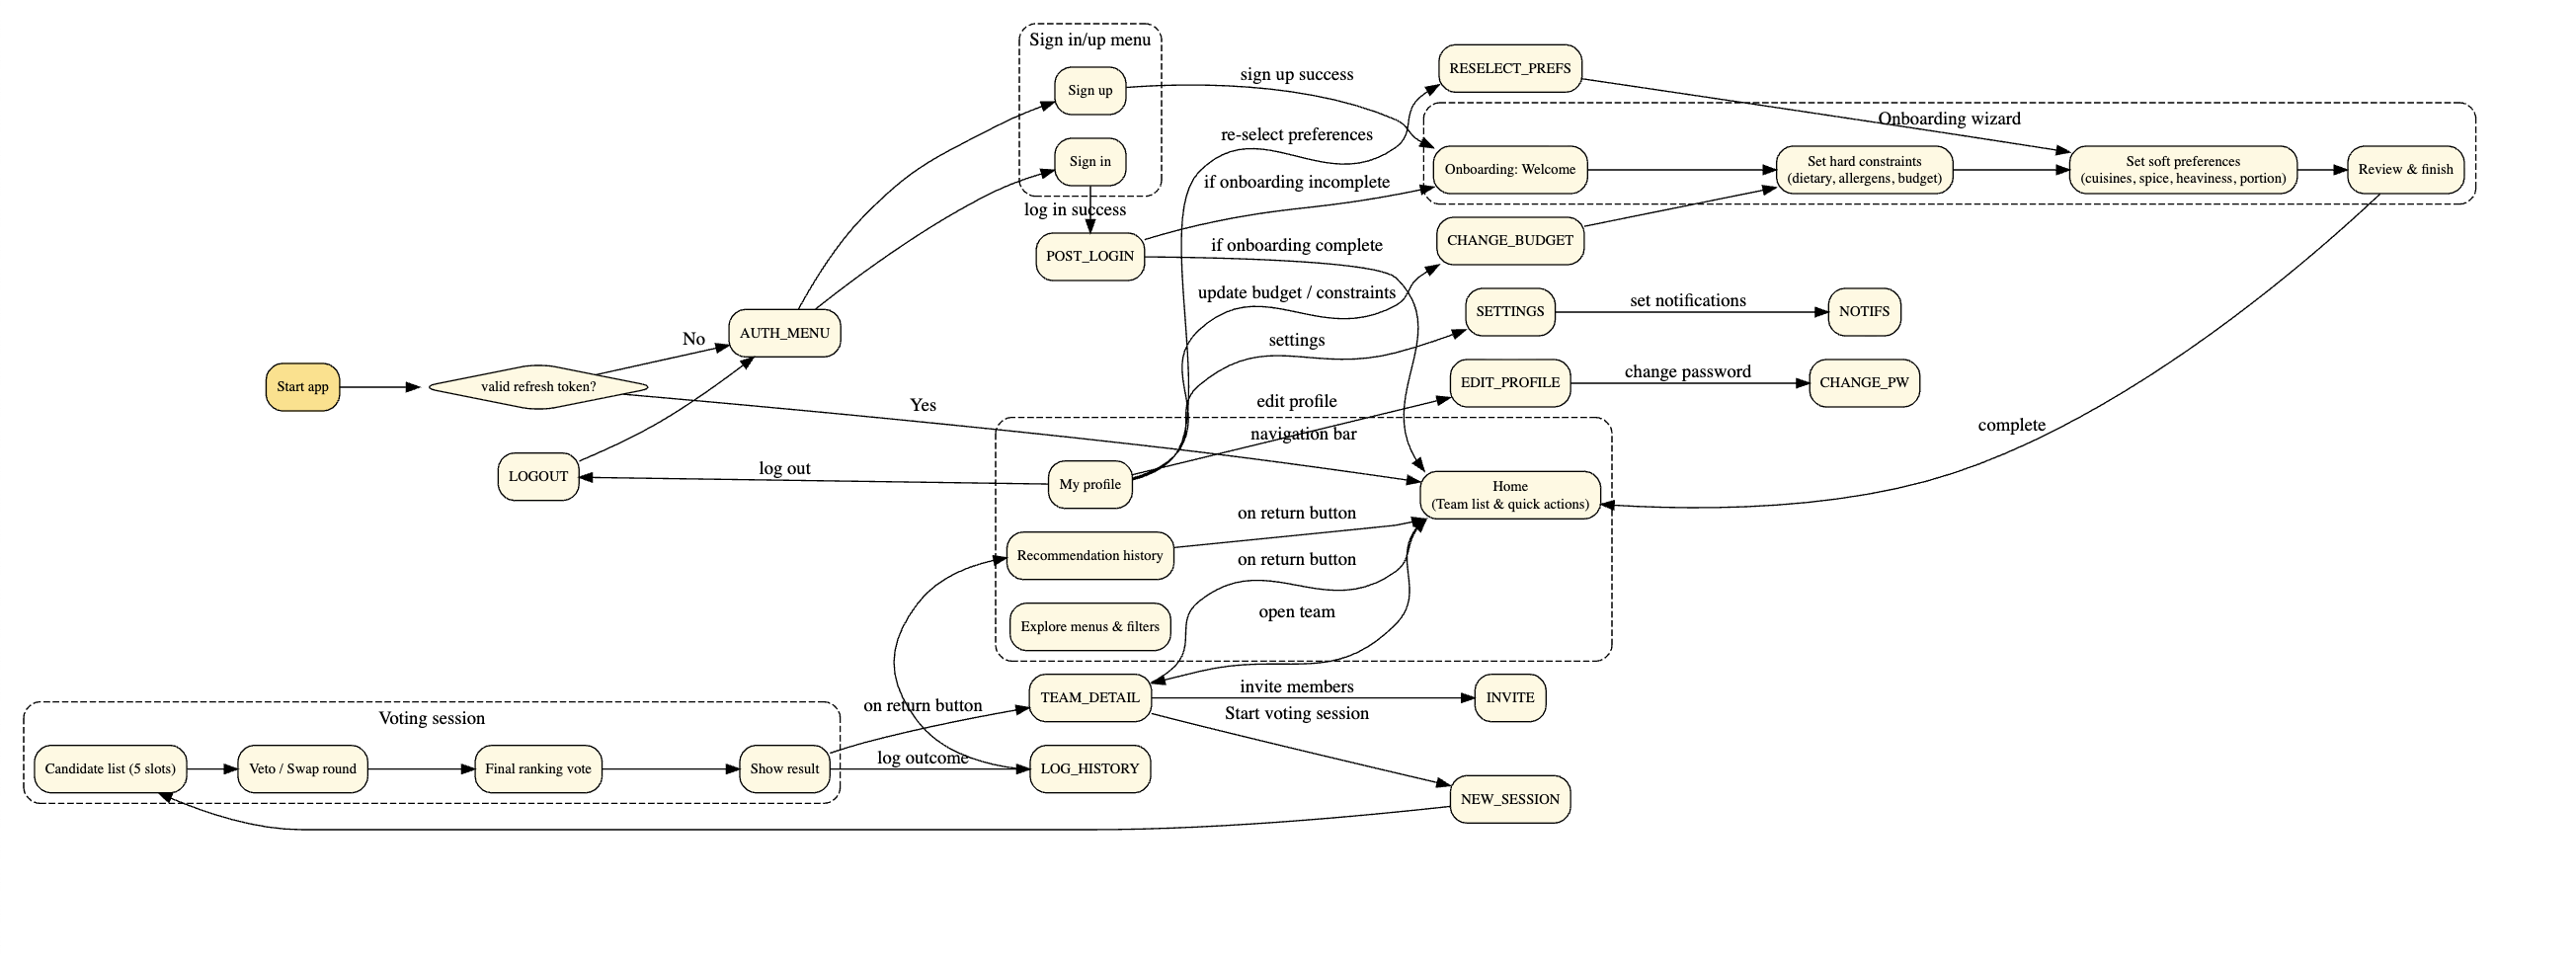 Sign in/up menu
Sign up
Sign in
sign up success
log in success
POST_LOGIN
re-select preferences
if onboarding incomplete
if onboarding complete
update budget / constraints
settings
edit profile
RESELECT_PREFS
Onboarding wizard
Onboarding: Welcome
Set hard constraints
(dietary, allergens, budget)
Set soft preferences
(cuisines, spice, heaviness, portion)
Review & finish
CHANGE_BUDGET
SETTINGS
set notifications
NOTIFS
EDIT_PROFILE
change password
CHANGE_PW
complete
Start app
valid refresh token?
No
Yes
AUTH_MENU
LOGOUT
log out
navigation bar
My profile
Home
(Team list & quick actions)
Recommendation history
on return button
on return button
Explore menus & filters
open team
TEAM_DETAIL
invite members
INVITE
Start voting session
NEW_SESSION
Voting session
Candidate list (5 slots)
Veto / Swap round
Final ranking vote
Show result
on return button
log outcome
LOG_HISTORY